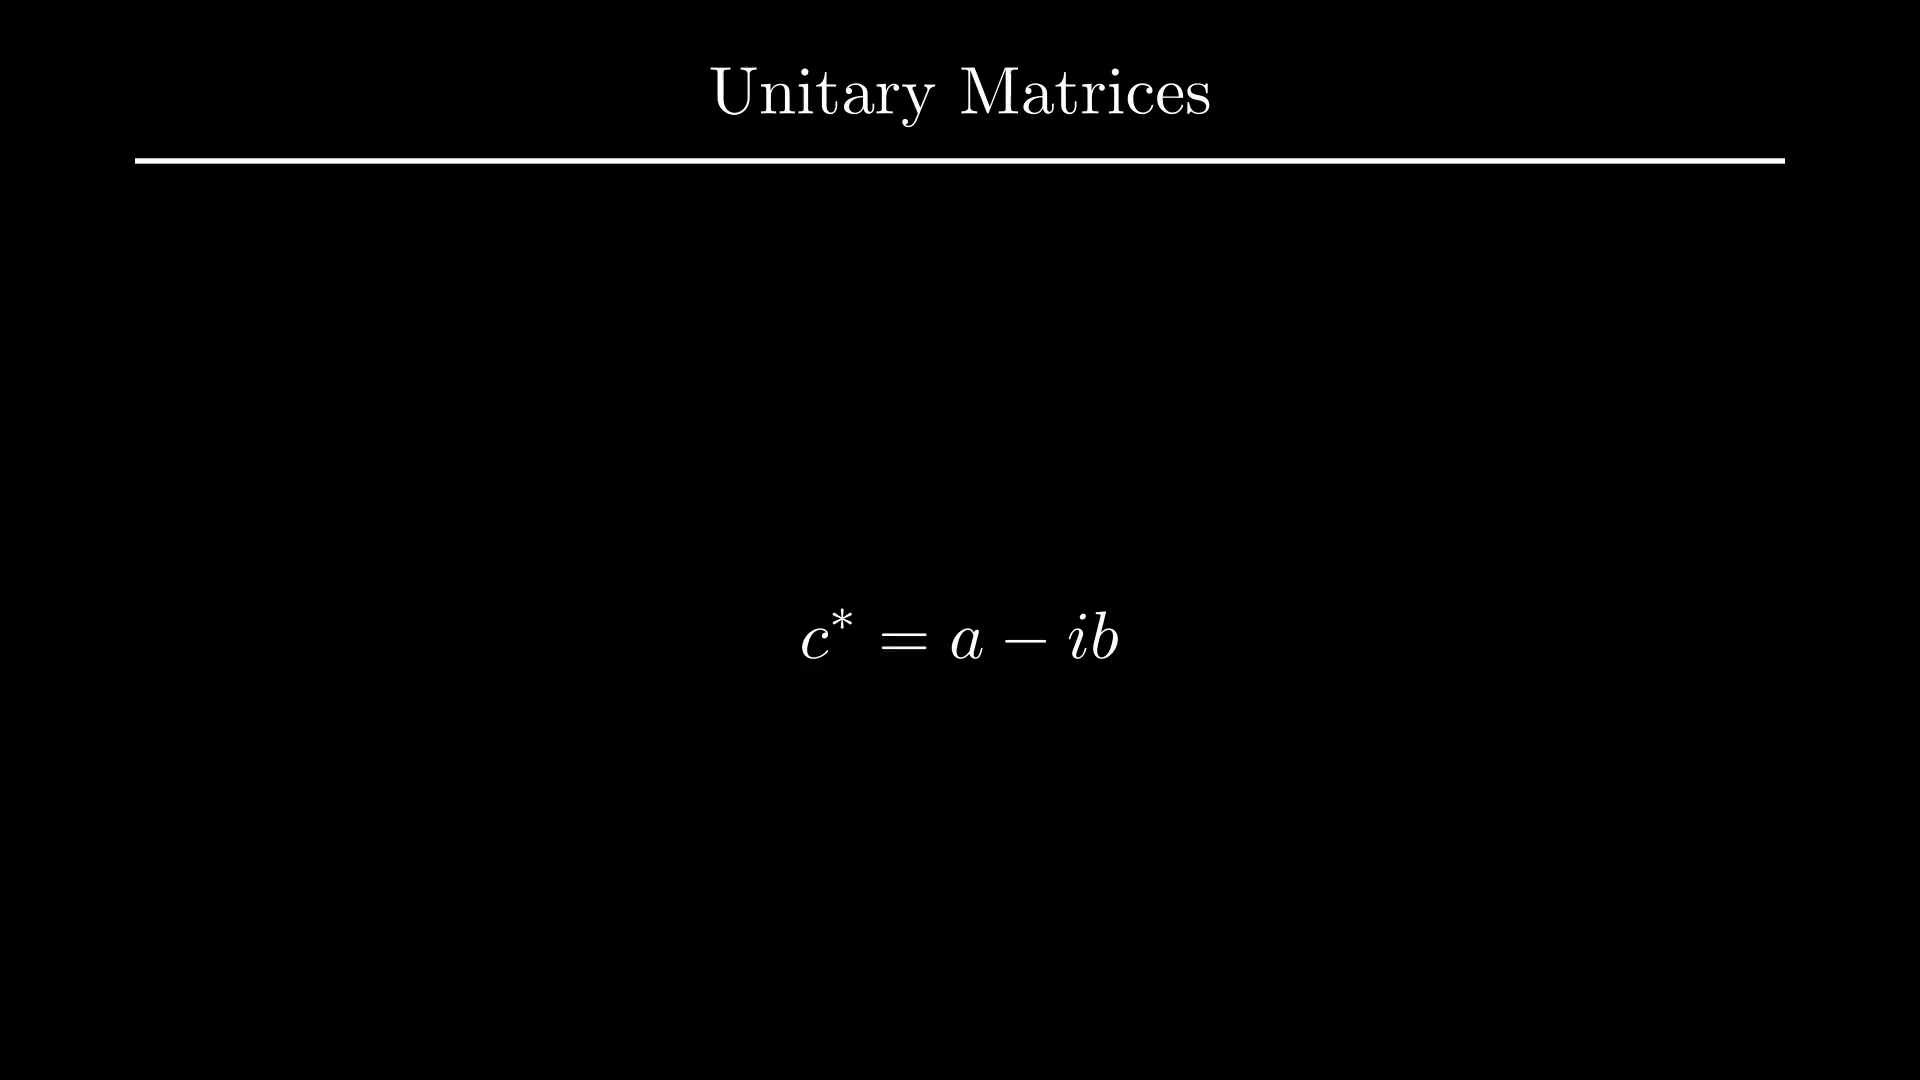 Unitary Matrices
c* = a − ib